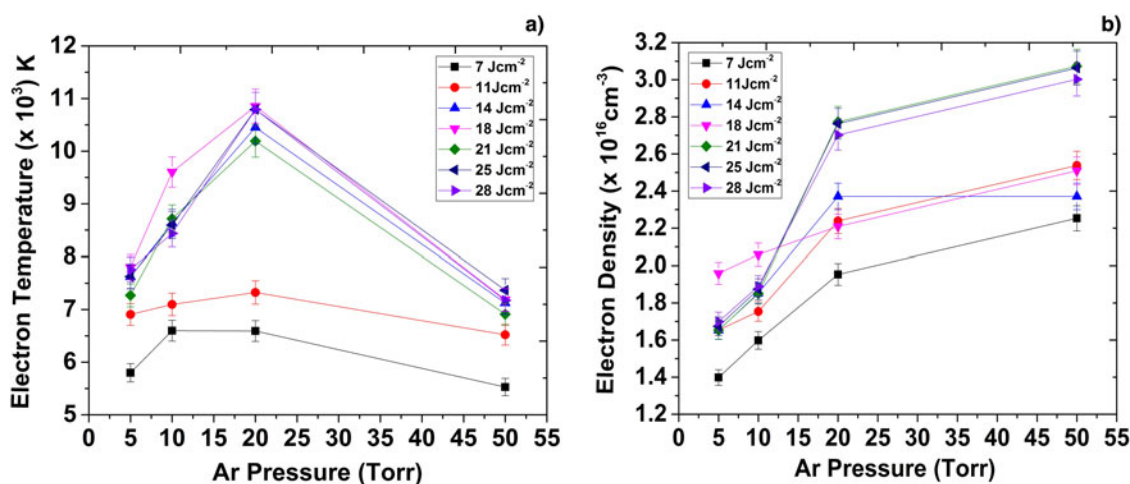 a)
Electron Temperature (x 10³) K
12
11
10
9
8
7
6
5
7 Jcm⁻²
11Jcm⁻²
14 Jcm⁻²
18 Jcm⁻²
21 Jcm⁻²
25 Jcm⁻²
28 Jcm⁻²
0 5 10 15 20 25 30 35 40 45 50 55
Ar Pressure (Torr)
b)
Electron Density (x 10¹⁶cm⁻³)
3.2
3.0
2.8
2.6
2.4
2.2
2.0
1.8
1.6
1.4
1.2
7 Jcm⁻²
11Jcm⁻²
14 Jcm⁻²
18 Jcm⁻²
21 Jcm⁻²
25 Jcm⁻²
28 Jcm⁻²
0 5 10 15 20 25 30 35 40 45 50 55
Ar Pressure (Torr)